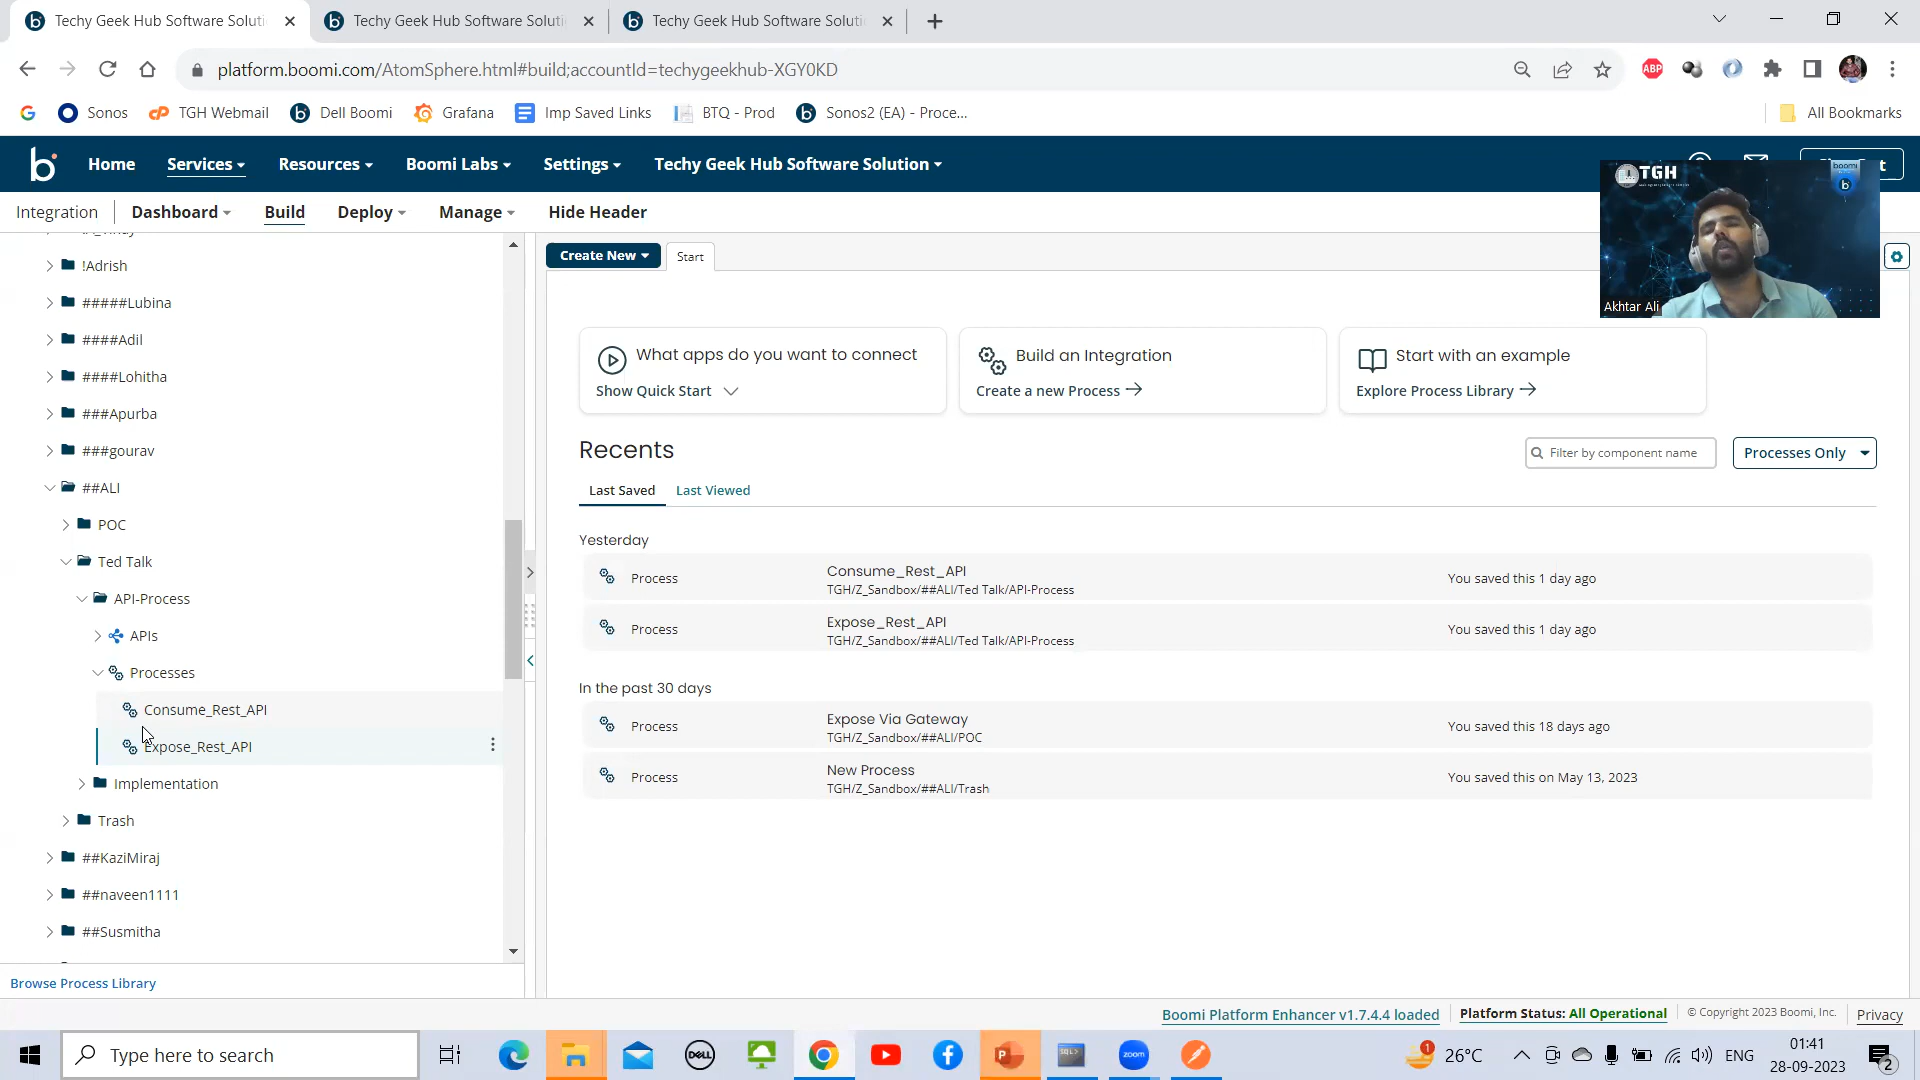 Techy Geek Hub Software Soluti
Techy Geek Hub Software Soluti
Techy Geek Hub Software Soluti
platform.boomi.com/AtomSphere.html#build;accountId=techygeekhub-XGY0KD
ABP
Sonos
TGH Webmail
Dell Boomi
Grafana
Imp Saved Links
BTQ - Prod
Sonos2 (EA) - Proce...
All Bookmarks
Home
Services
Resources
Boomi Labs
Settings
Techy Geek Hub Software Solution
Integration
Dashboard
Build
Deploy
Manage
Hide Header
TGH
boomi
Akhtar Ali
!Adrish
#####Lubina
####Adil
####Lohitha
###Apurba
###gourav
##ALI
POC
Ted Talk
API-Process
APIs
Processes
Consume_Rest_API
Expose_Rest_API
Implementation
Trash
##KaziMiraj
##naveen1111
##Susmitha
Browse Process Library
Create New
Start
What apps do you want to connect
Show Quick Start
Build an Integration
Create a new Process
Start with an example
Explore Process Library
Recents
Filter by component name
Processes Only
Last Saved
Last Viewed
Yesterday
Process
Consume_Rest_API
TGH/Z_Sandbox/##ALI/Ted Talk/API-Process
You saved this 1 day ago
Process
Expose_Rest_API
TGH/Z_Sandbox/##ALI/Ted Talk/API-Process
You saved this 1 day ago
In the past 30 days
Process
Expose Via Gateway
TGH/Z_Sandbox/##ALI/POC
You saved this 18 days ago
Process
New Process
TGH/Z_Sandbox/##ALI/Trash
You saved this on May 13, 2023
Boomi Platform Enhancer v1.7.4.4 loaded
Platform Status: All Operational
© Copyright 2023 Boomi, Inc.
Privacy
Type here to search
DELL
SQL
zoom
1
26°C
ENG
01:41
28-09-2023
2